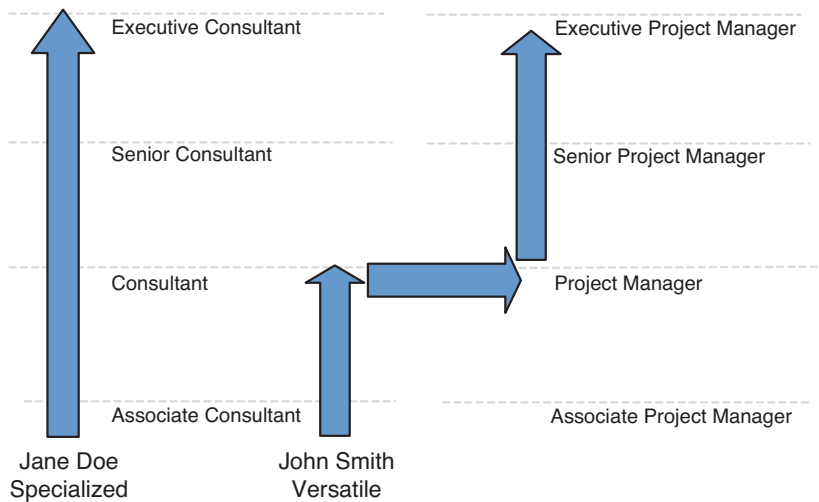 Executive Consultant
Executive Project Manager
Senior Consultant
Senior Project Manager
Consultant
Project Manager
Associate Consultant
Associate Project Manager
Jane Doe
Specialized
John Smith
Versatile